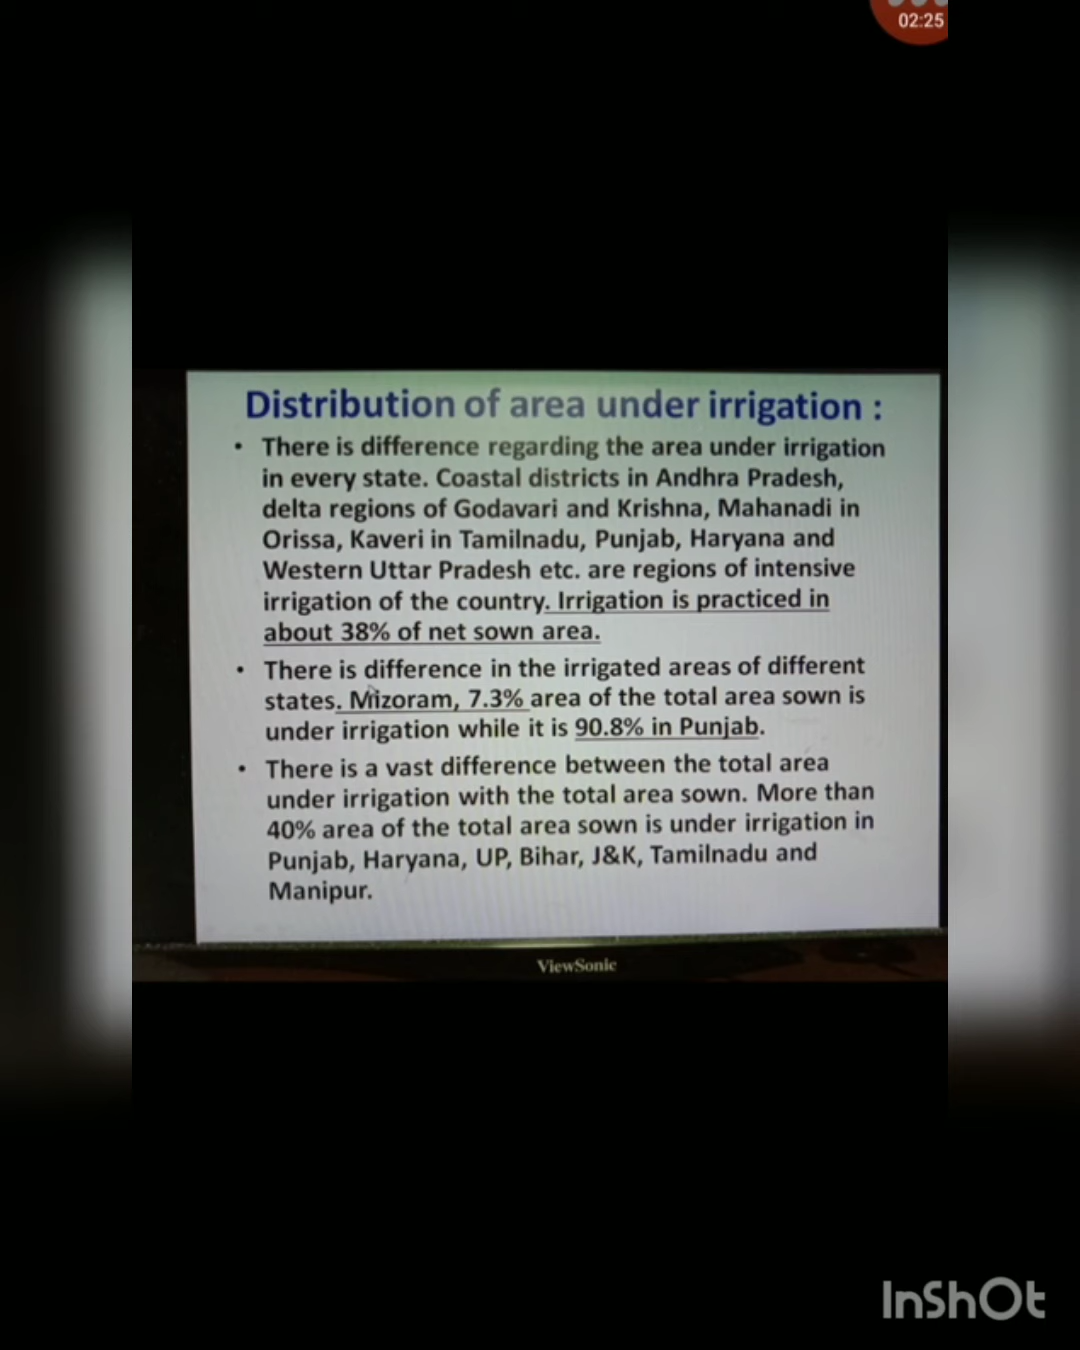 02:25
Distribution of area under irrigation :
• There is difference regarding the area under irrigation
in every state. Coastal districts in Andhra Pradesh,
delta regions of Godavari and Krishna, Mahanadi in
Orissa, Kaveri in Tamilnadu, Punjab, Haryana and
Western Uttar Pradesh etc. are regions of intensive
irrigation of the country. Irrigation is practiced in
about 38% of net sown area.
• There is difference in the irrigated areas of different
states. Mizoram, 7.3% area of the total area sown is
under irrigation while it is 90.8% in Punjab.
• There is a vast difference between the total area
under irrigation with the total area sown. More than
40% area of the total area sown is under irrigation in
Punjab, Haryana, UP, Bihar, J&K, Tamilnadu and
Manipur.
ViewSonic
InShOt